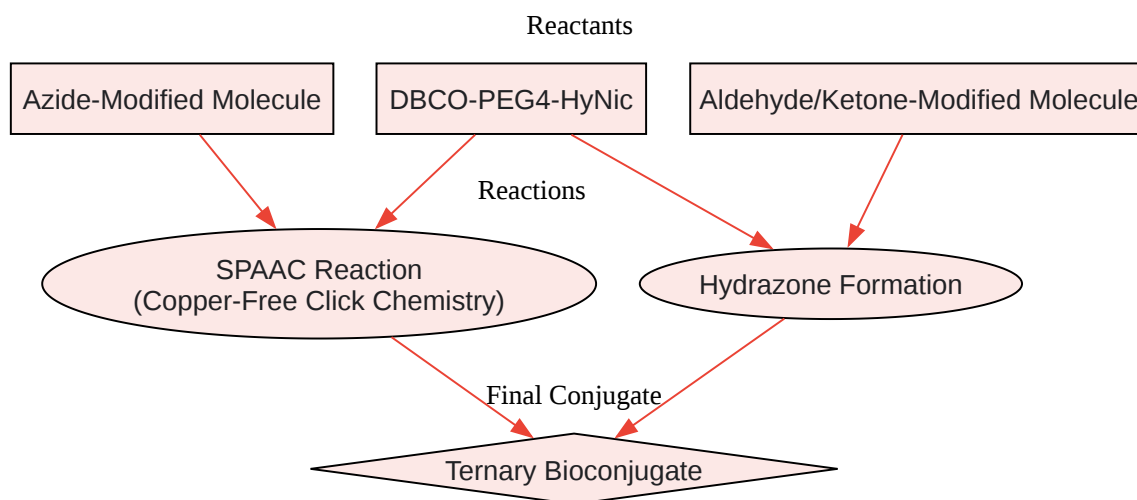 Reactants
Azide-Modified Molecule
DBCO-PEG4-HyNic
Aldehyde/Ketone-Modified Molecule
Reactions
SPAAC Reaction
(Copper-Free Click Chemistry)
Hydrazone Formation
Final Conjugate
Ternary Bioconjugate